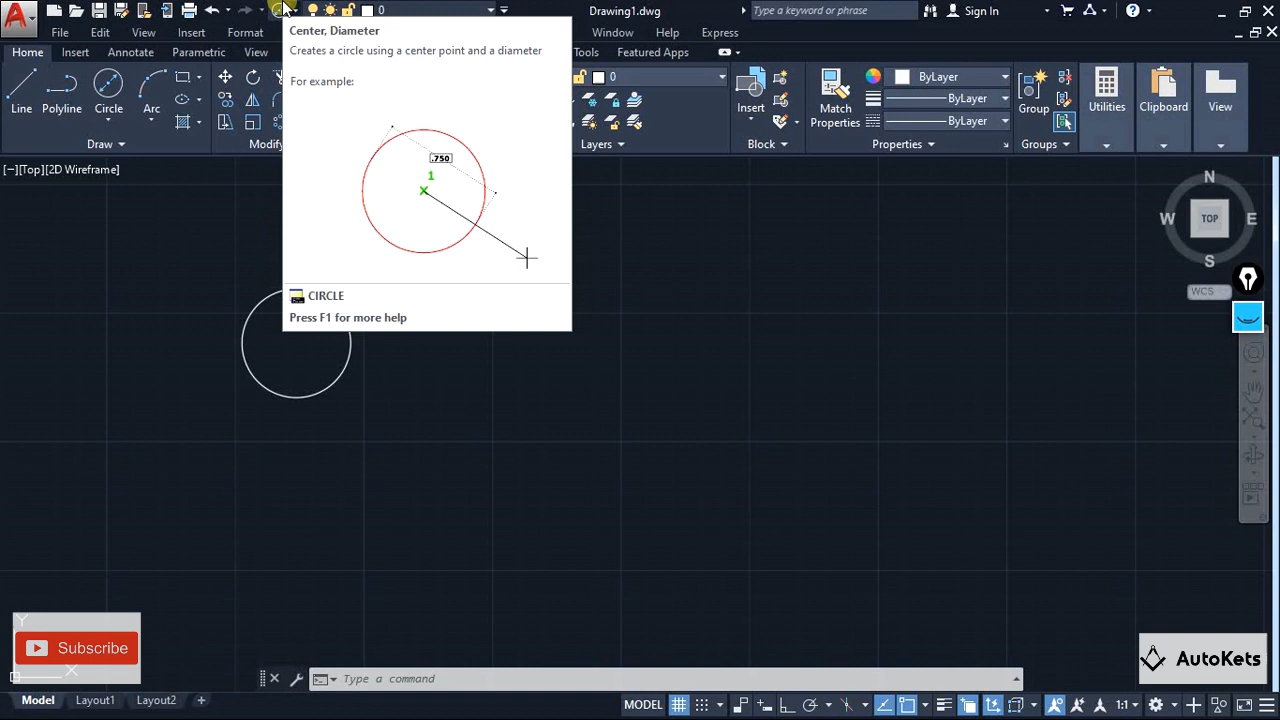 0
Drawing1.dwg
Type a keyword or phrase
Sign In
File
Edit
View
Insert
Format
Window
Help
Express
Center, Diameter
Creates a circle using a center point and a diameter
For example:
.750
1
CIRCLE
Press F1 for more help
Home
Insert
Annotate
Parametric
View
Tools
Featured Apps
Line
Polyline
Circle
Arc
Draw
Modify
0
Layers
Insert
Block
Match
Properties
ByLayer
ByLayer
ByLayer
Properties
Group
Groups
Utilities
Clipboard
View
[−][Top][2D Wireframe]
N
W
TOP
E
S
WCS
Y
Subscribe
X
Type a command
AutoKets
Model
Layout1
Layout2
+
MODEL
1:1